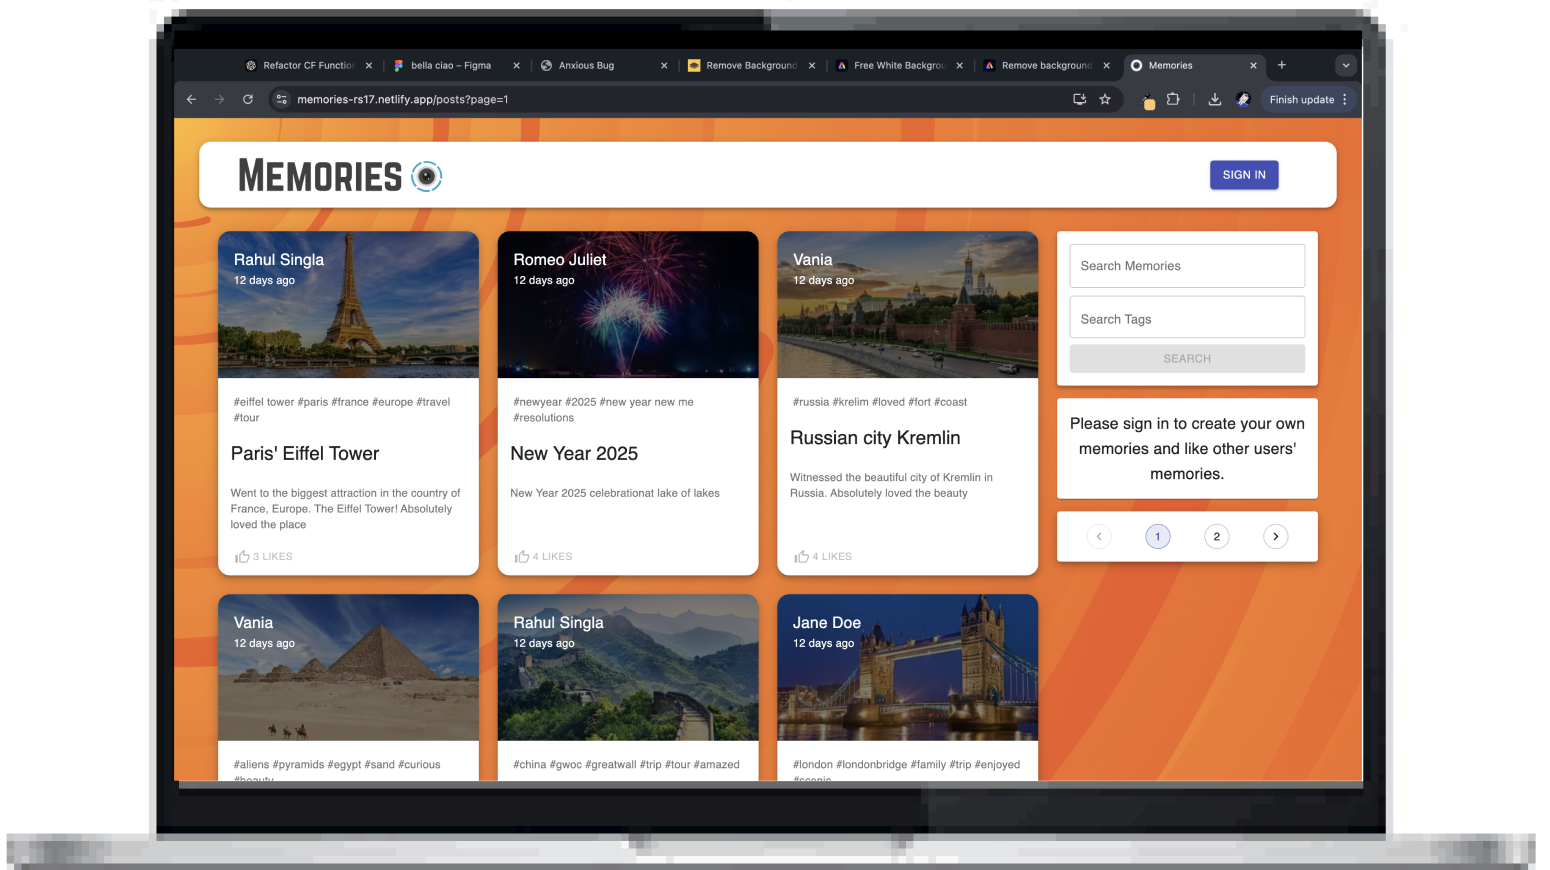 Refactor CF Functio
bella ciao – Figma
Anxious Bug
Remove Background
Free White Backgrou
Remove background
Memories
memories-rs17.netlify.app/posts?page=1
Finish update
MEMORIES
SIGN IN
Rahul Singla
12 days ago
#eiffel tower #paris #france #europe #travel
#tour
Paris' Eiffel Tower
Went to the biggest attraction in the country of
France, Europe. The Eiffel Tower! Absolutely
loved the place
3 LIKES
Romeo Juliet
12 days ago
#newyear #2025 #new year new me
#resolutions
New Year 2025
New Year 2025 celebrationat lake of lakes
4 LIKES
Vania
12 days ago
#russia #krelim #loved #fort #coast
Russian city Kremlin
Witnessed the beautiful city of Kremlin in
Russia. Absolutely loved the beauty
4 LIKES
Search Memories
Search Tags
SEARCH
Please sign in to create your own
memories and like other users'
memories.
1
2
Vania
12 days ago
#aliens #pyramids #egypt #sand #curious
#beauty
Rahul Singla
12 days ago
#china #gwoc #greatwall #trip #tour #amazed
Jane Doe
12 days ago
#london #londonbridge #family #trip #enjoyed
#scenic